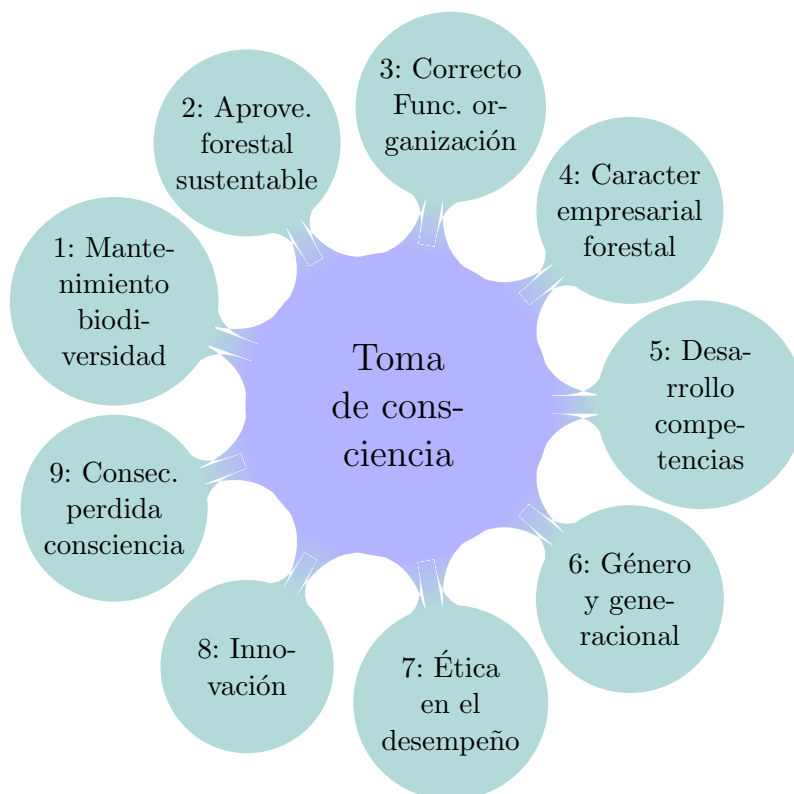 3: Correcto
Func. or-
ganización
2: Aprove.
forestal
sustentable
4: Caracter
empresarial
forestal
1: Mante-
nimiento
biodi-
versidad
Toma
de cons-
ciencia
5: Desa-
rrollo
compe-
tencias
9: Consec.
perdida
consciencia
6: Género
y gene-
racional
8: Inno-
vación
7: Ética
en el
desempeño